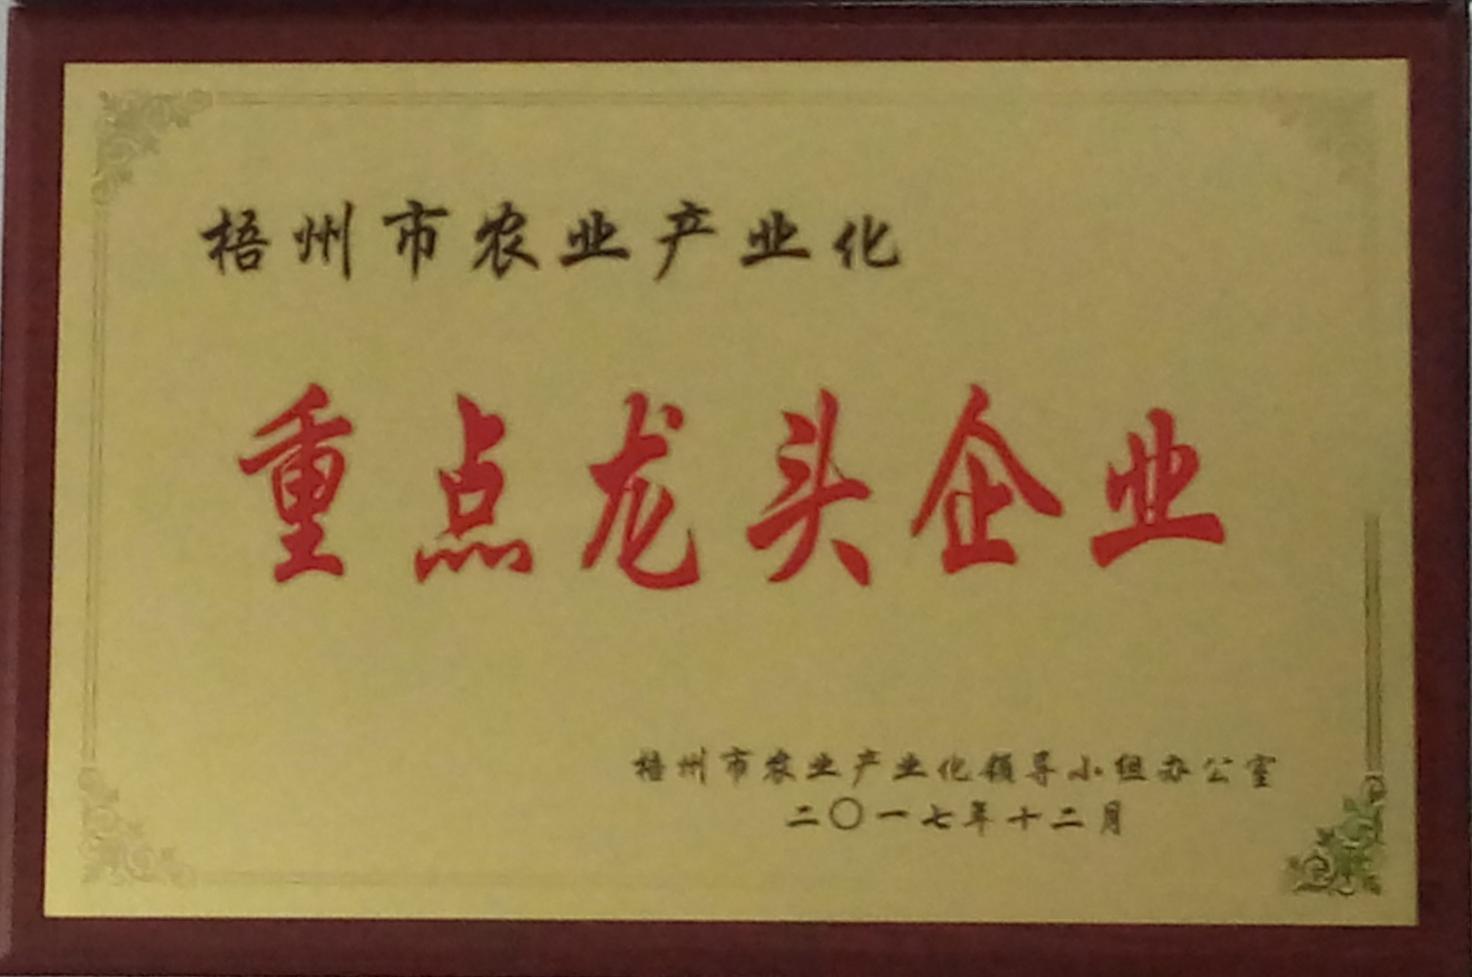 梧州市农业产业化
重点龙头企业
梧州市农业产业化领导小组办公室
二〇一七年十二月